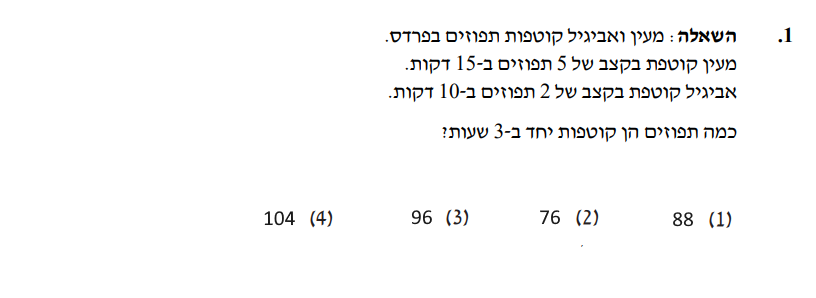 1. השאלה: מעין ואביגיל קוטפות תפוזים בפרדס.
מעין קוטפת בקצב של 5 תפוזים ב-15 דקות.
אביגיל קוטפת בקצב של 2 תפוזים ב-10 דקות.
כמה תפוזים הן קוטפות יחד ב-3 שעות?
(1) 88 (2) 76 (3) 96 (4) 104